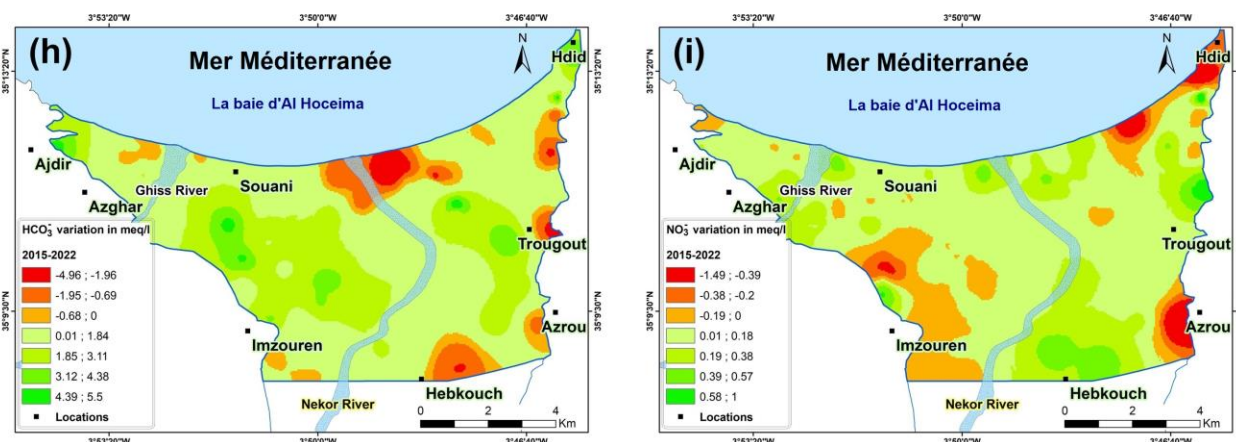 3°53'20"W 3°50'0"W 3°46'40"W
(h)
Mer Méditerranée
N
Hdid
35°13'20"N
La baie d'Al Hoceima
Ajdir
Azghar
Ghiss River
Souani
HCO₃⁻ variation in meq/l
2015-2022
-4.96 ; -1.96
-1.95 ; -0.69
-0.68 ; 0
0.01 ; 1.84
1.85 ; 3.11
3.12 ; 4.38
4.39 ; 5.5
Locations
Trougout
35°9'30"N
Azrou
Imzouren
Hebkouch
Nekor River
0 2 4
Km
3°53'20"W 3°50'0"W 3°46'40"W
3°53'20"W 3°50'0"W 3°46'40"W
(i)
Mer Méditerranée
N
Hdid
35°13'20"N
La baie d'Al Hoceima
Ajdir
Azghar
Ghiss River
Souani
NO₃⁻ variation in meq/l
2015-2022
-1.49 ; -0.39
-0.38 ; -0.2
-0.19 ; 0
0.01 ; 0.18
0.19 ; 0.38
0.39 ; 0.57
0.58 ; 1
Locations
Trougout
35°9'30"N
Azrou
Imzouren
Hebkouch
Nekor River
0 2 4
Km
3°53'20"W 3°50'0"W 3°46'40"W